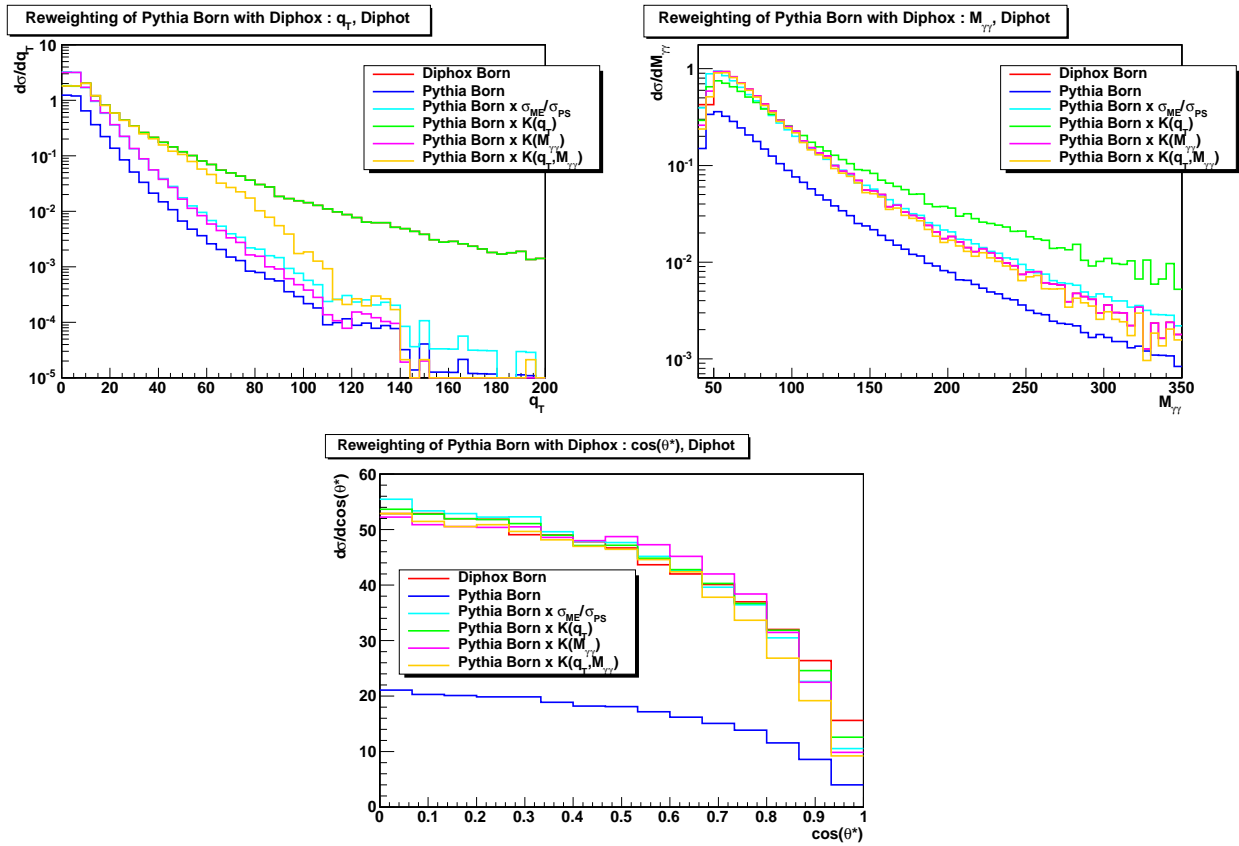 Reweighting of Pythia Born with Diphox : q_T, Diphot
dσ/dq_T
10
1
10^-1
10^-2
10^-3
10^-4
10^-5
0 20 40 60 80 100 120 140 160 180 200
q_T
Diphox Born
Pythia Born
Pythia Born x σ_ME/σ_PS
Pythia Born x K(q_T)
Pythia Born x K(M_γγ)
Pythia Born x K(q_T,M_γγ)
Reweighting of Pythia Born with Diphox : M_γγ, Diphot
dσ/dM_γγ
1
10^-1
10^-2
10^-3
50 100 150 200 250 300 350
M_γγ
Diphox Born
Pythia Born
Pythia Born x σ_ME/σ_PS
Pythia Born x K(q_T)
Pythia Born x K(M_γγ)
Pythia Born x K(q_T,M_γγ)
Reweighting of Pythia Born with Diphox : cos(θ*), Diphot
dσ/dcos(θ*)
60
50
40
30
20
10
0
0 0.1 0.2 0.3 0.4 0.5 0.6 0.7 0.8 0.9 1
cos(θ*)
Diphox Born
Pythia Born
Pythia Born x σ_ME/σ_PS
Pythia Born x K(q_T)
Pythia Born x K(M_γγ)
Pythia Born x K(q_T,M_γγ)